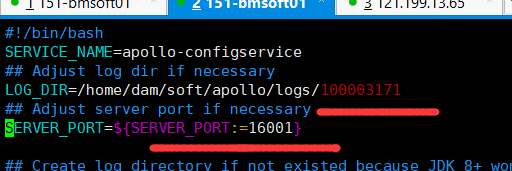 1 151-bmsoft01
2 151-bmsoft01
3 121.199.13.65
#!/bin/bash
SERVICE_NAME=apollo-configservice
## Adjust log dir if necessary
LOG_DIR=/home/dam/soft/apollo/logs/100003171
## Adjust server port if necessary
SERVER_PORT=${SERVER_PORT:=16001}
## Create log directory if not existed because JDK 8+ won